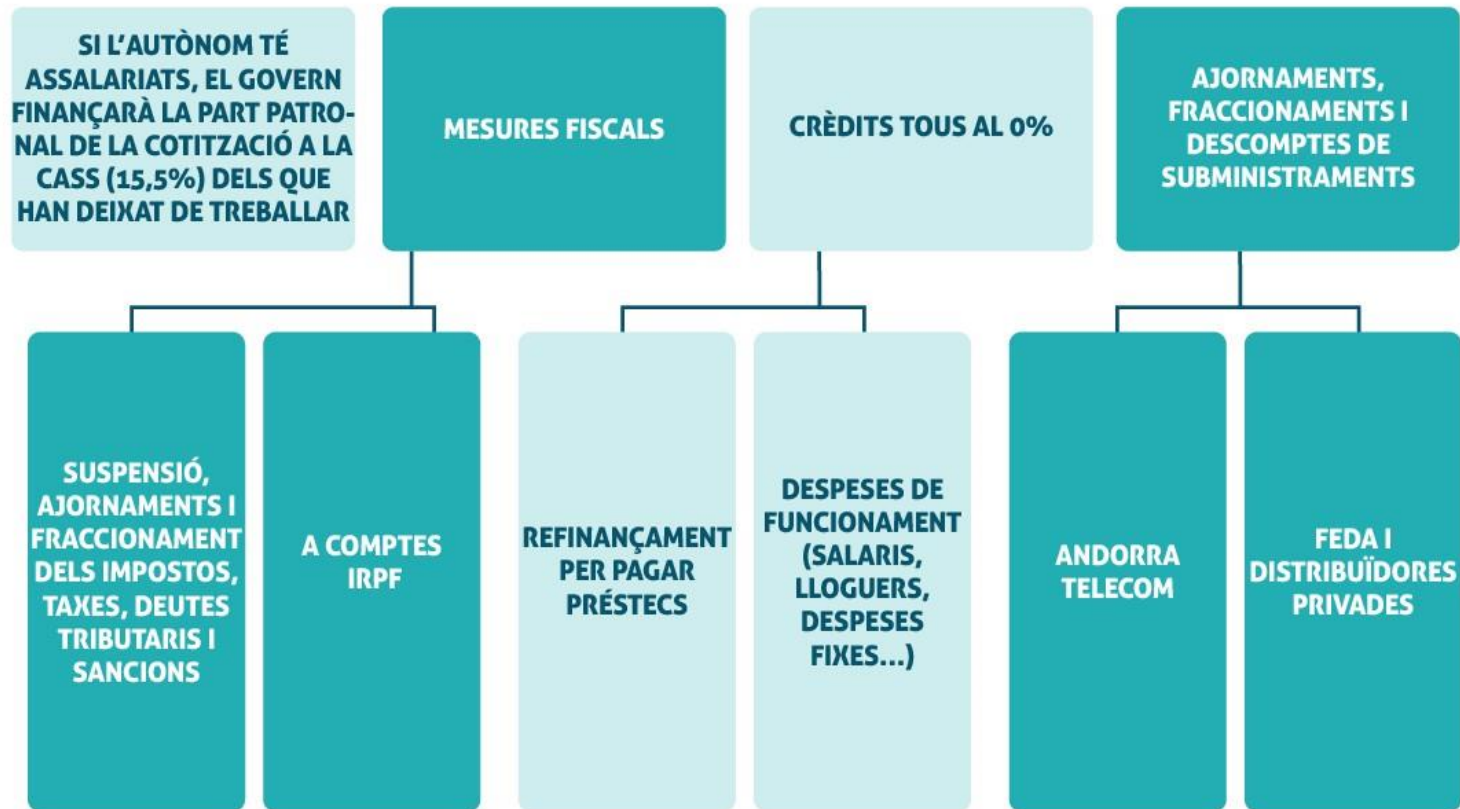 SI L'AUTÒNOM TÉ
ASSALARIATS, EL GOVERN
FINANÇARÀ LA PART PATRO-
NAL DE LA COTITZACIÓ A LA
CASS (15,5%) DELS QUE
HAN DEIXAT DE TREBALLAR
MESURES FISCALS
CRÈDITS TOUS AL 0%
AJORNAMENTS,
FRACCIONAMENTS I
DESCOMPTES DE
SUBMINISTRAMENTS
SUSPENSIÓ,
AJORNAMENTS I
FRACCIONAMENT
DELS IMPOSTOS,
TAXES, DEUTES
TRIBUTARIS I
SANCIONS
A COMPTES
IRPF
REFINANÇAMENT
PER PAGAR
PRÉSTECS
DESPESES DE
FUNCIONAMENT
(SALARIS,
LLOGUERS,
DESPESES
FIXES...)
ANDORRA
TELECOM
FEDA I
DISTRIBUÏDORES
PRIVADES